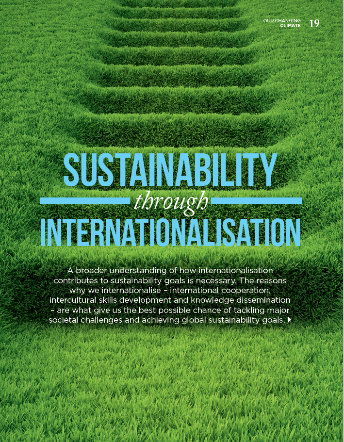 OUR CHANGING
CLIMATE
19
SUSTAINABILITY
through
INTERNATIONALISATION
A broader understanding of how internationalisation
contributes to sustainability goals is necessary. The reasons
why we internationalise – international cooperation,
intercultural skills development and knowledge dissemination
– are what give us the best possible chance of tackling major
societal challenges and achieving global sustainability goals.